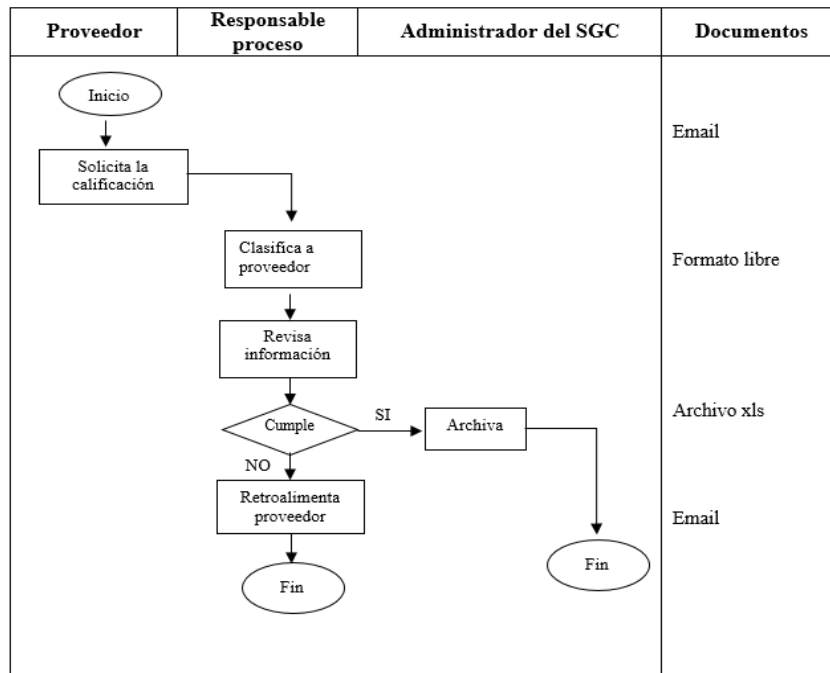 Proveedor
Responsable
proceso
Administrador del SGC
Documentos
Inicio
Email
Solicita la
calificación
Clasifica a
proveedor
Formato libre
Revisa
información
Cumple
SI
Archiva
Archivo xls
NO
Retroalimenta
proveedor
Email
Fin
Fin